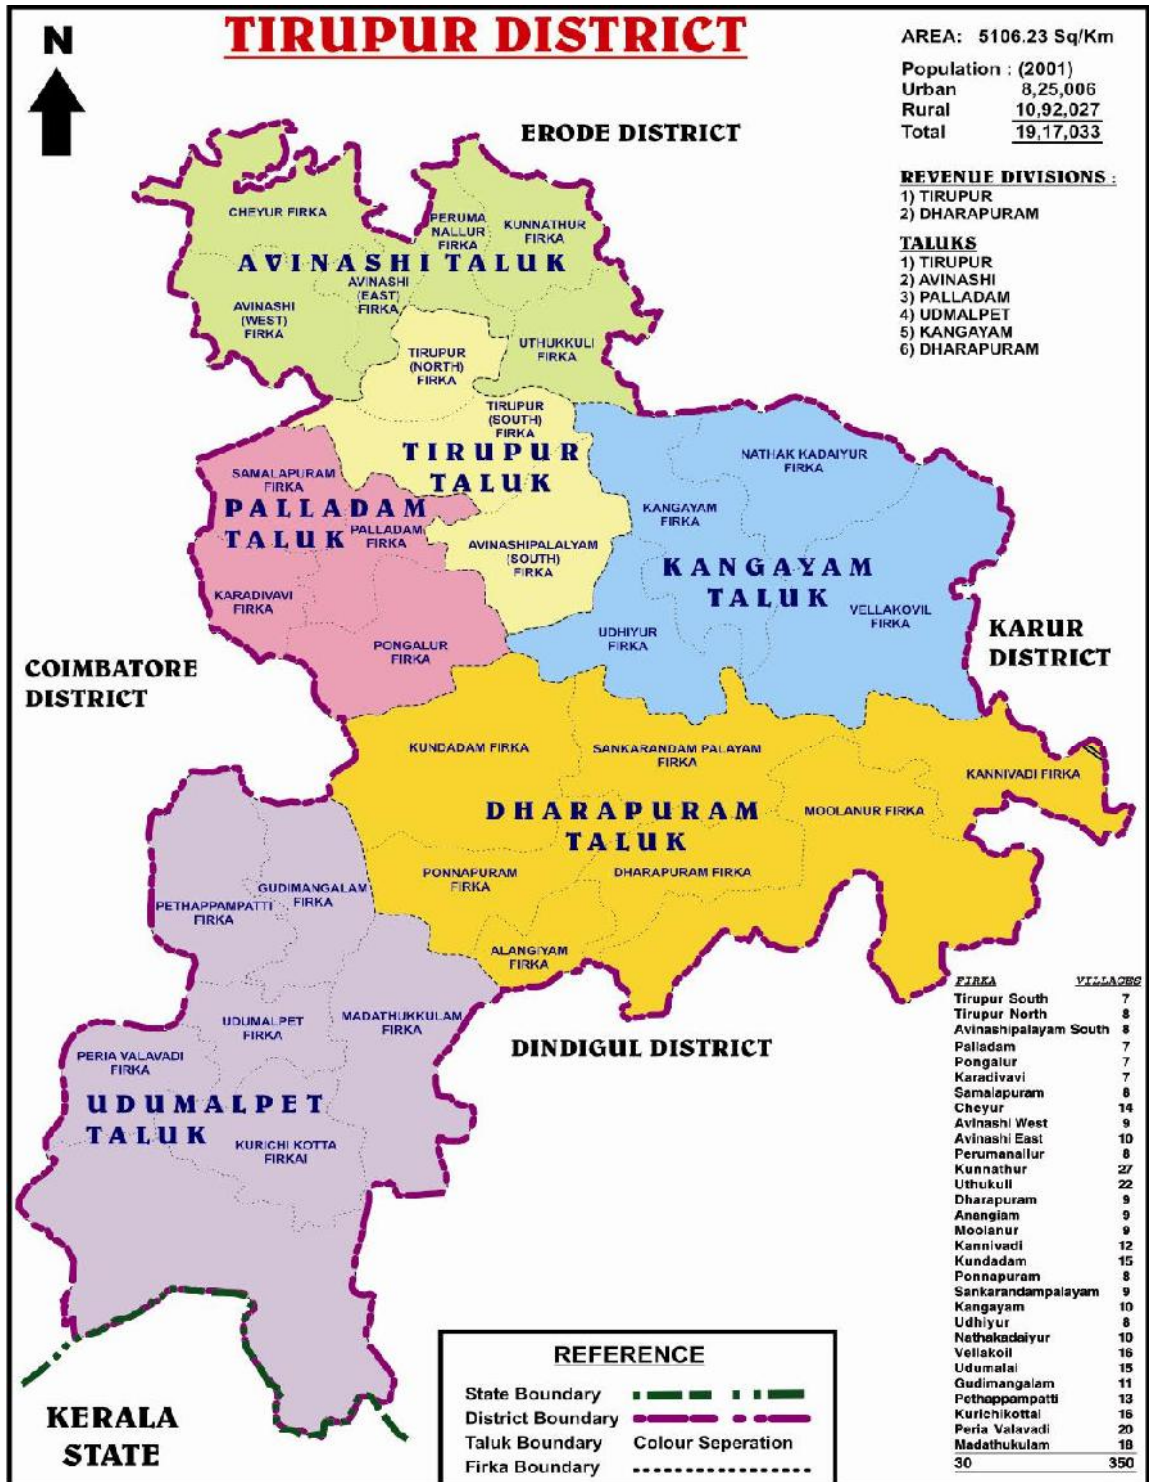 TIRUPUR DISTRICT
N
AREA: 5106.23 Sq/Km
Population : (2001)
Urban 8,25,006
Rural 10,92,027
Total 19,17,033
REVENUE DIVISIONS :
1) TIRUPUR
2) DHARAPURAM
TALUKS
1) TIRUPUR
2) AVINASHI
3) PALLADAM
4) UDMALPET
5) KANGAYAM
6) DHARAPURAM
ERODE DISTRICT
CHEYUR FIRKA
PERUMA
NALLUR
FIRKA
KUNNATHUR
FIRKA
AVINASHI TALUK
AVINASHI
(EAST)
FIRKA
AVINASHI
(WEST)
FIRKA
UTHUKKULI
FIRKA
TIRUPUR
(NORTH)
FIRKA
TIRUPUR
(SOUTH)
FIRKA
TIRUPUR
TALUK
AVINASHIPALALYAM
(SOUTH)
FIRKA
SAMALAPURAM
FIRKA
PALLADAM
TALUK
PALLADAM
FIRKA
KARADIVAVI
FIRKA
PONGALUR
FIRKA
NATHAK KADAIYUR
FIRKA
KANGAYAM
FIRKA
KANGAYAM
TALUK
VELLAKOVIL
FIRKA
UDHIYUR
FIRKA
KARUR
DISTRICT
COIMBATORE
DISTRICT
KUNDADAM FIRKA
SANKARANDAM PALAYAM
FIRKA
KANNIVADI FIRKA
MOOLANUR FIRKA
DHARAPURAM
TALUK
PONNAPURAM
FIRKA
DHARAPURAM FIRKA
ALANGIYAM
FIRKA
GUDIMANGALAM
FIRKA
PETHAPPAMPATTI
FIRKA
UDUMALPET
FIRKA
MADATHUKKULAM
FIRKA
PERIA VALAVADI
FIRKA
UDUMALPET
TALUK
KURICHI KOTTA
FIRKAI
DINDIGUL DISTRICT
KERALA
STATE
FIRKA VILLAGES
Tirupur South 7
Tirupur North 8
Avinashipalayam South 8
Palladam 7
Pongalur 7
Karadivavi 7
Samalapuram 8
Cheyur 14
Avinashi West 9
Avinashi East 10
Perumanallur 8
Kunnathur 27
Uthukuli 22
Dharapuram 9
Anangiam 9
Moolanur 9
Kannivadi 12
Kundadam 15
Ponnapuram 8
Sankarandampalayam 9
Kangayam 10
Udhiyur 8
Nathakadaiyur 10
Vellakoil 16
Udumalai 15
Gudimangalam 11
Pethappampatti 13
Kurichikottai 16
Peria Valavadi 20
Madathukulam 18
30 350
REFERENCE
State Boundary
District Boundary
Taluk Boundary Colour Seperation
Firka Boundary